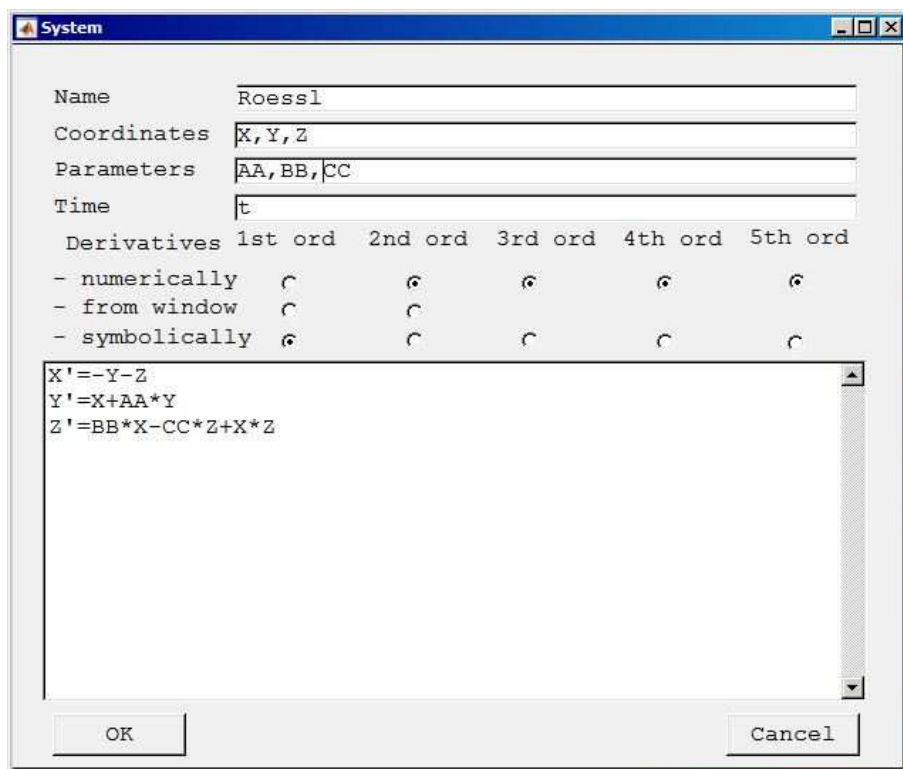 System
Name Roessl
Coordinates X,Y,Z
Parameters AA,BB,CC
Time t
Derivatives 1st ord 2nd ord 3rd ord 4th ord 5th ord
- numerically
- from window
- symbolically
X'=-Y-Z
Y'=X+AA*Y
Z'=BB*X-CC*Z+X*Z
OK Cancel